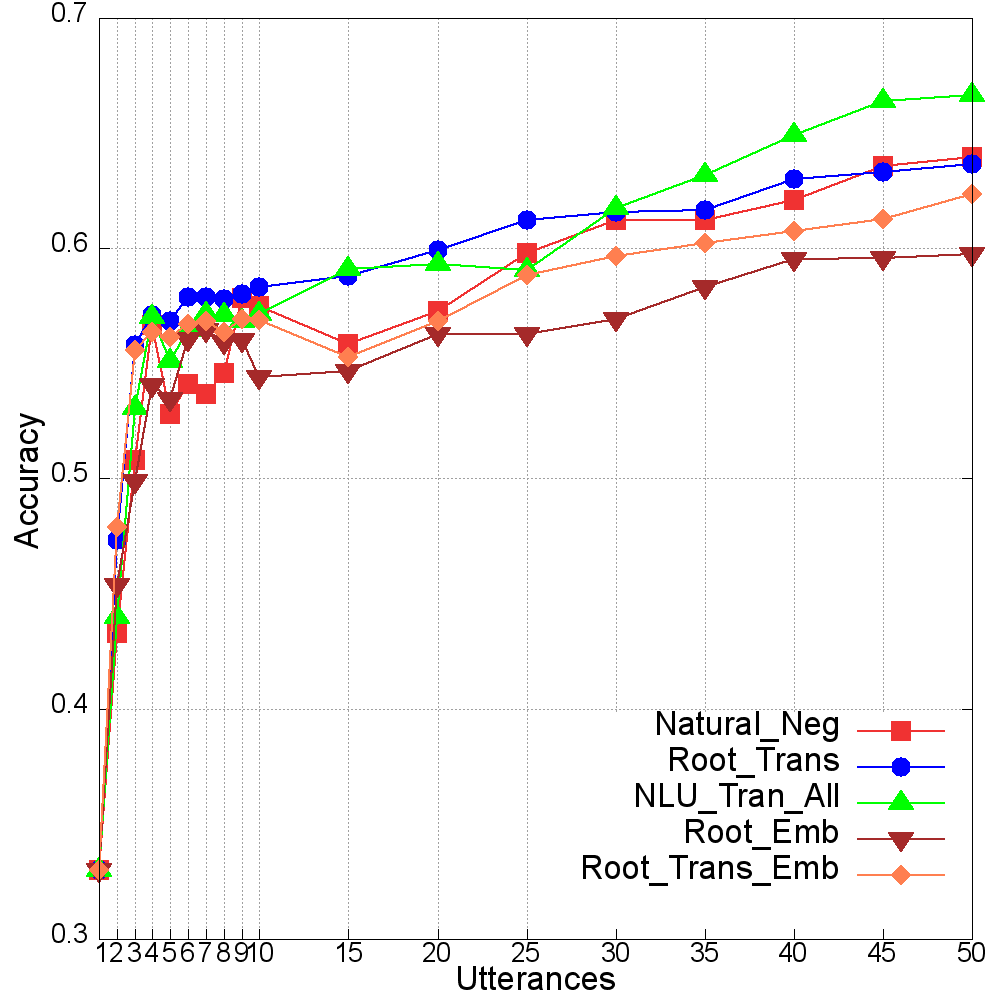 0.7
0.6
0.5
0.4
0.3
Accuracy
Natural_Neg
Root_Trans
NLU_Tran_All
Root_Emb
Root_Trans_Emb
1 2 3 4 5 6 7 8 9 10 15 20 25 30 35 40 45 50
Utterances